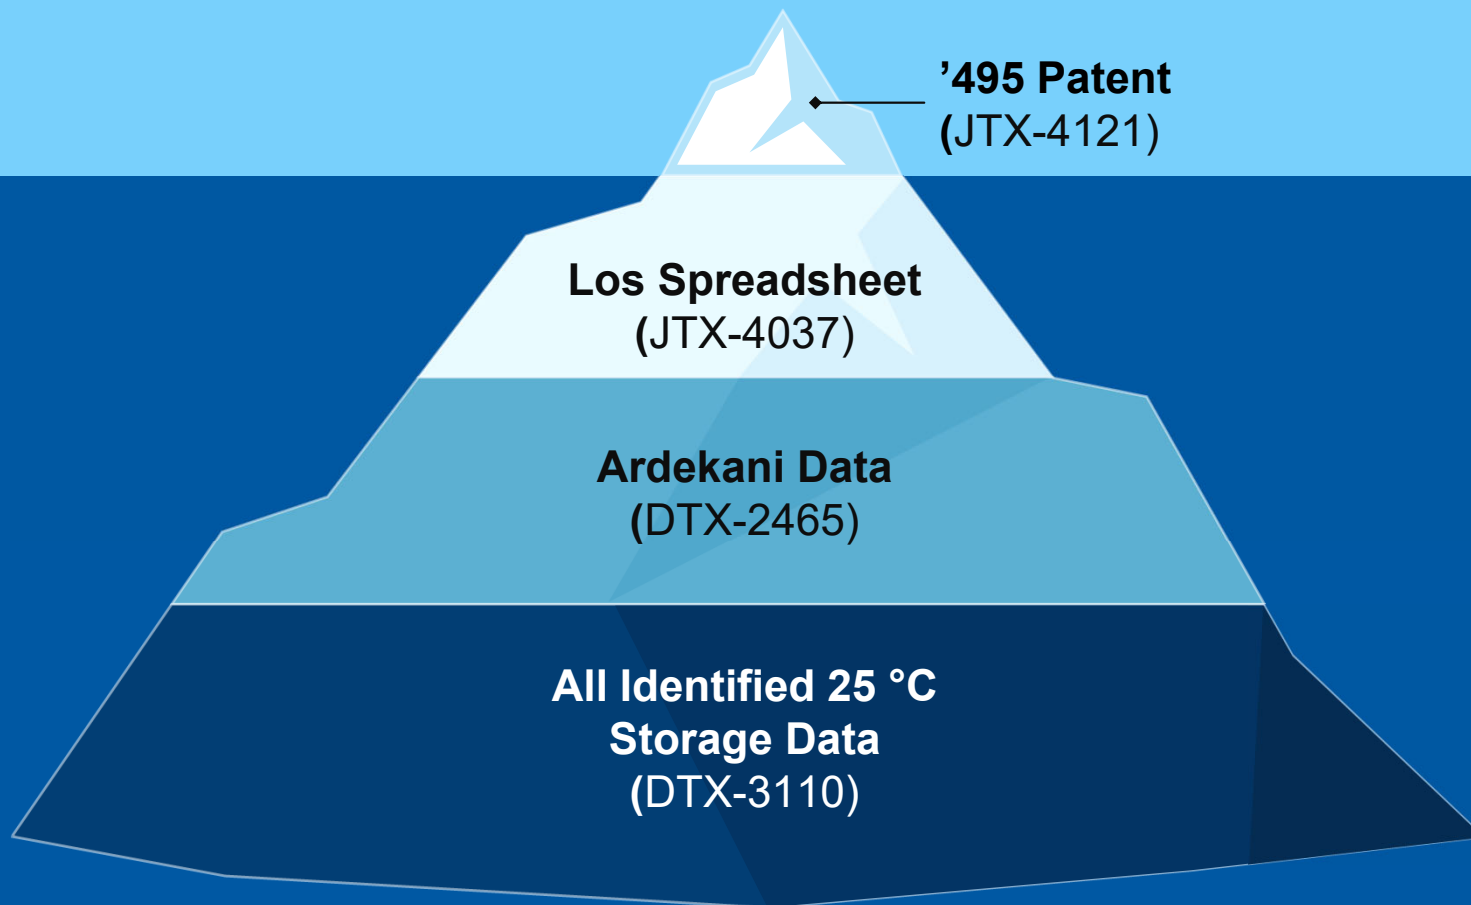 ’495 Patent
(JTX-4121)
Los Spreadsheet
(JTX-4037)
Ardekani Data
(DTX-2465)
All Identified 25 °C
Storage Data
(DTX-3110)